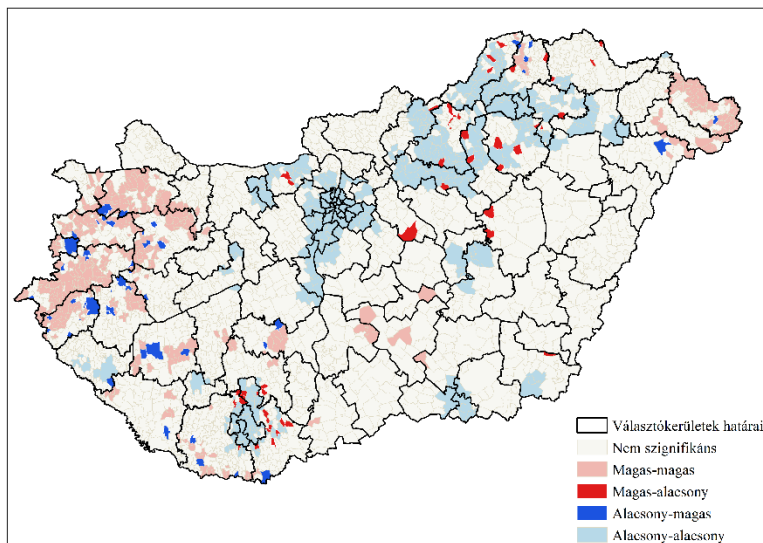 Választókerületek határai
Nem szignifikáns
Magas-magas
Magas-alacsony
Alacsony-magas
Alacsony-alacsony